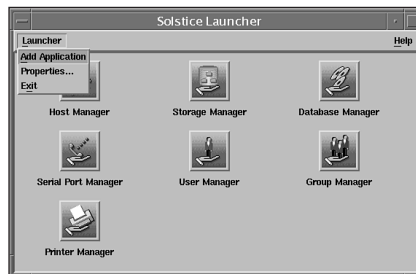 Solstice Launcher
Launcher Help
Add Application
Properties...
Exit
Host Manager Storage Manager Database Manager
Serial Port Manager User Manager Group Manager
Printer Manager